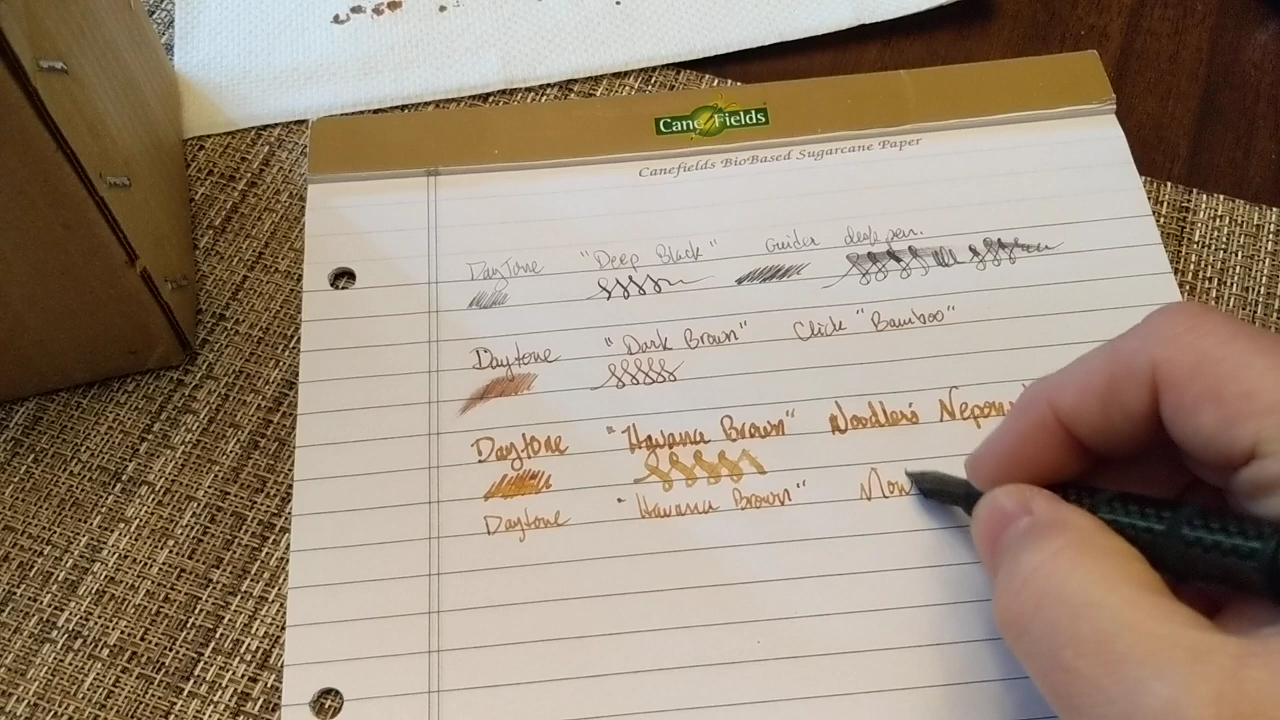 Cane Fields
Canefields BioBased Sugarcane Paper
Daytone "Deep Black" Guider desk pen.
Daytone "Dark Brown" Click "Bamboo"
Daytone "Havana Brown" Noodler's Nepon
Daytone "Havana Brown" Mon